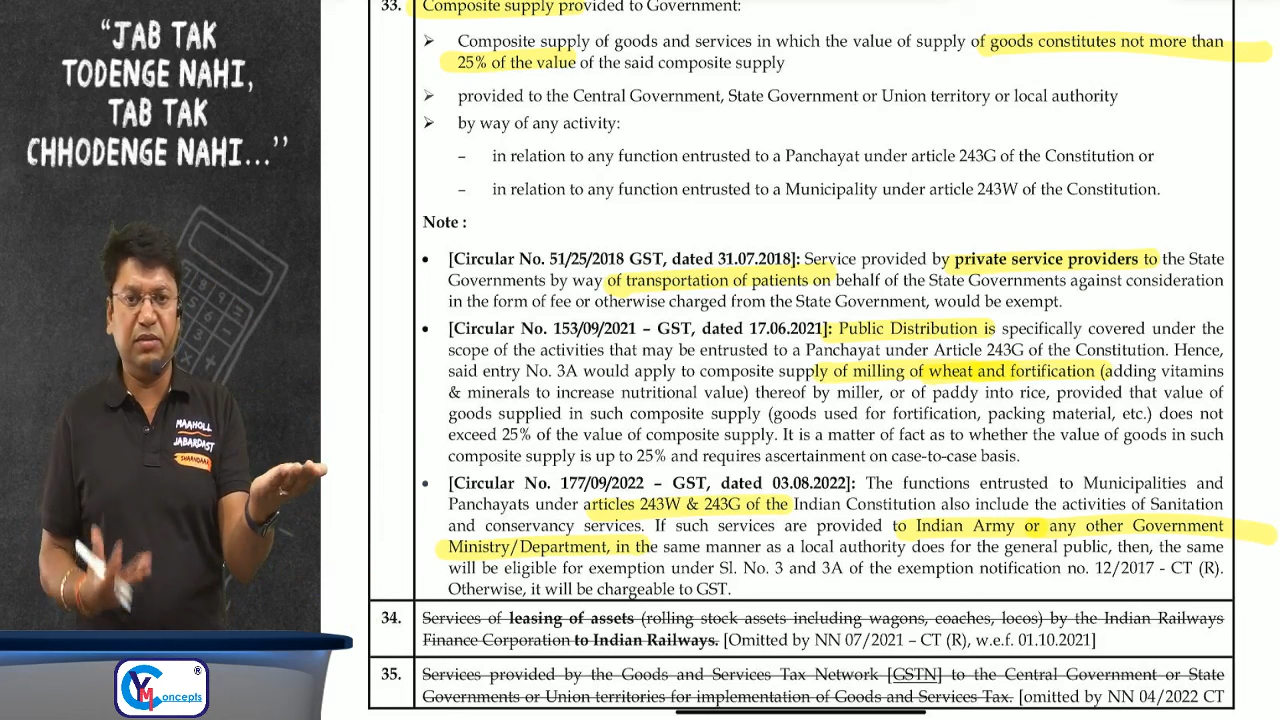 “JAB TAK
TODENGE NAHI,
TAB TAK
CHHODENGE NAHI...’’
MAAHOLL
JABARDAST
SHAANDAAR
CYM Concepts ®
33. Composite supply provided to Government:
➢ Composite supply of goods and services in which the value of supply of goods constitutes not more than
25% of the value of the said composite supply
➢ provided to the Central Government, State Government or Union territory or local authority
➢ by way of any activity:
– in relation to any function entrusted to a Panchayat under article 243G of the Constitution or
– in relation to any function entrusted to a Municipality under article 243W of the Constitution.
Note :
• [Circular No. 51/25/2018 GST, dated 31.07.2018]: Service provided by private service providers to the State
Governments by way of transportation of patients on behalf of the State Governments against consideration
in the form of fee or otherwise charged from the State Government, would be exempt.
• [Circular No. 153/09/2021 – GST, dated 17.06.2021]: Public Distribution is specifically covered under the
scope of the activities that may be entrusted to a Panchayat under Article 243G of the Constitution. Hence,
said entry No. 3A would apply to composite supply of milling of wheat and fortification (adding vitamins
& minerals to increase nutritional value) thereof by miller, or of paddy into rice, provided that value of
goods supplied in such composite supply (goods used for fortification, packing material, etc.) does not
exceed 25% of the value of composite supply. It is a matter of fact as to whether the value of goods in such
composite supply is up to 25% and requires ascertainment on case-to-case basis.
• [Circular No. 177/09/2022 – GST, dated 03.08.2022]: The functions entrusted to Municipalities and
Panchayats under articles 243W & 243G of the Indian Constitution also include the activities of Sanitation
and conservancy services. If such services are provided to Indian Army or any other Government
Ministry/Department, in the same manner as a local authority does for the general public, then, the same
will be eligible for exemption under Sl. No. 3 and 3A of the exemption notification no. 12/2017 - CT (R).
Otherwise, it will be chargeable to GST.
34. Services of leasing of assets (rolling stock assets including wagons, coaches, locos) by the Indian Railways
Finance Corporation to Indian Railways. [Omitted by NN 07/2021 – CT (R), w.e.f. 01.10.2021]
35. Services provided by the Goods and Services Tax Network [GSTN] to the Central Government or State
Governments or Union territories for implementation of Goods and Services Tax. [omitted by NN 04/2022 CT